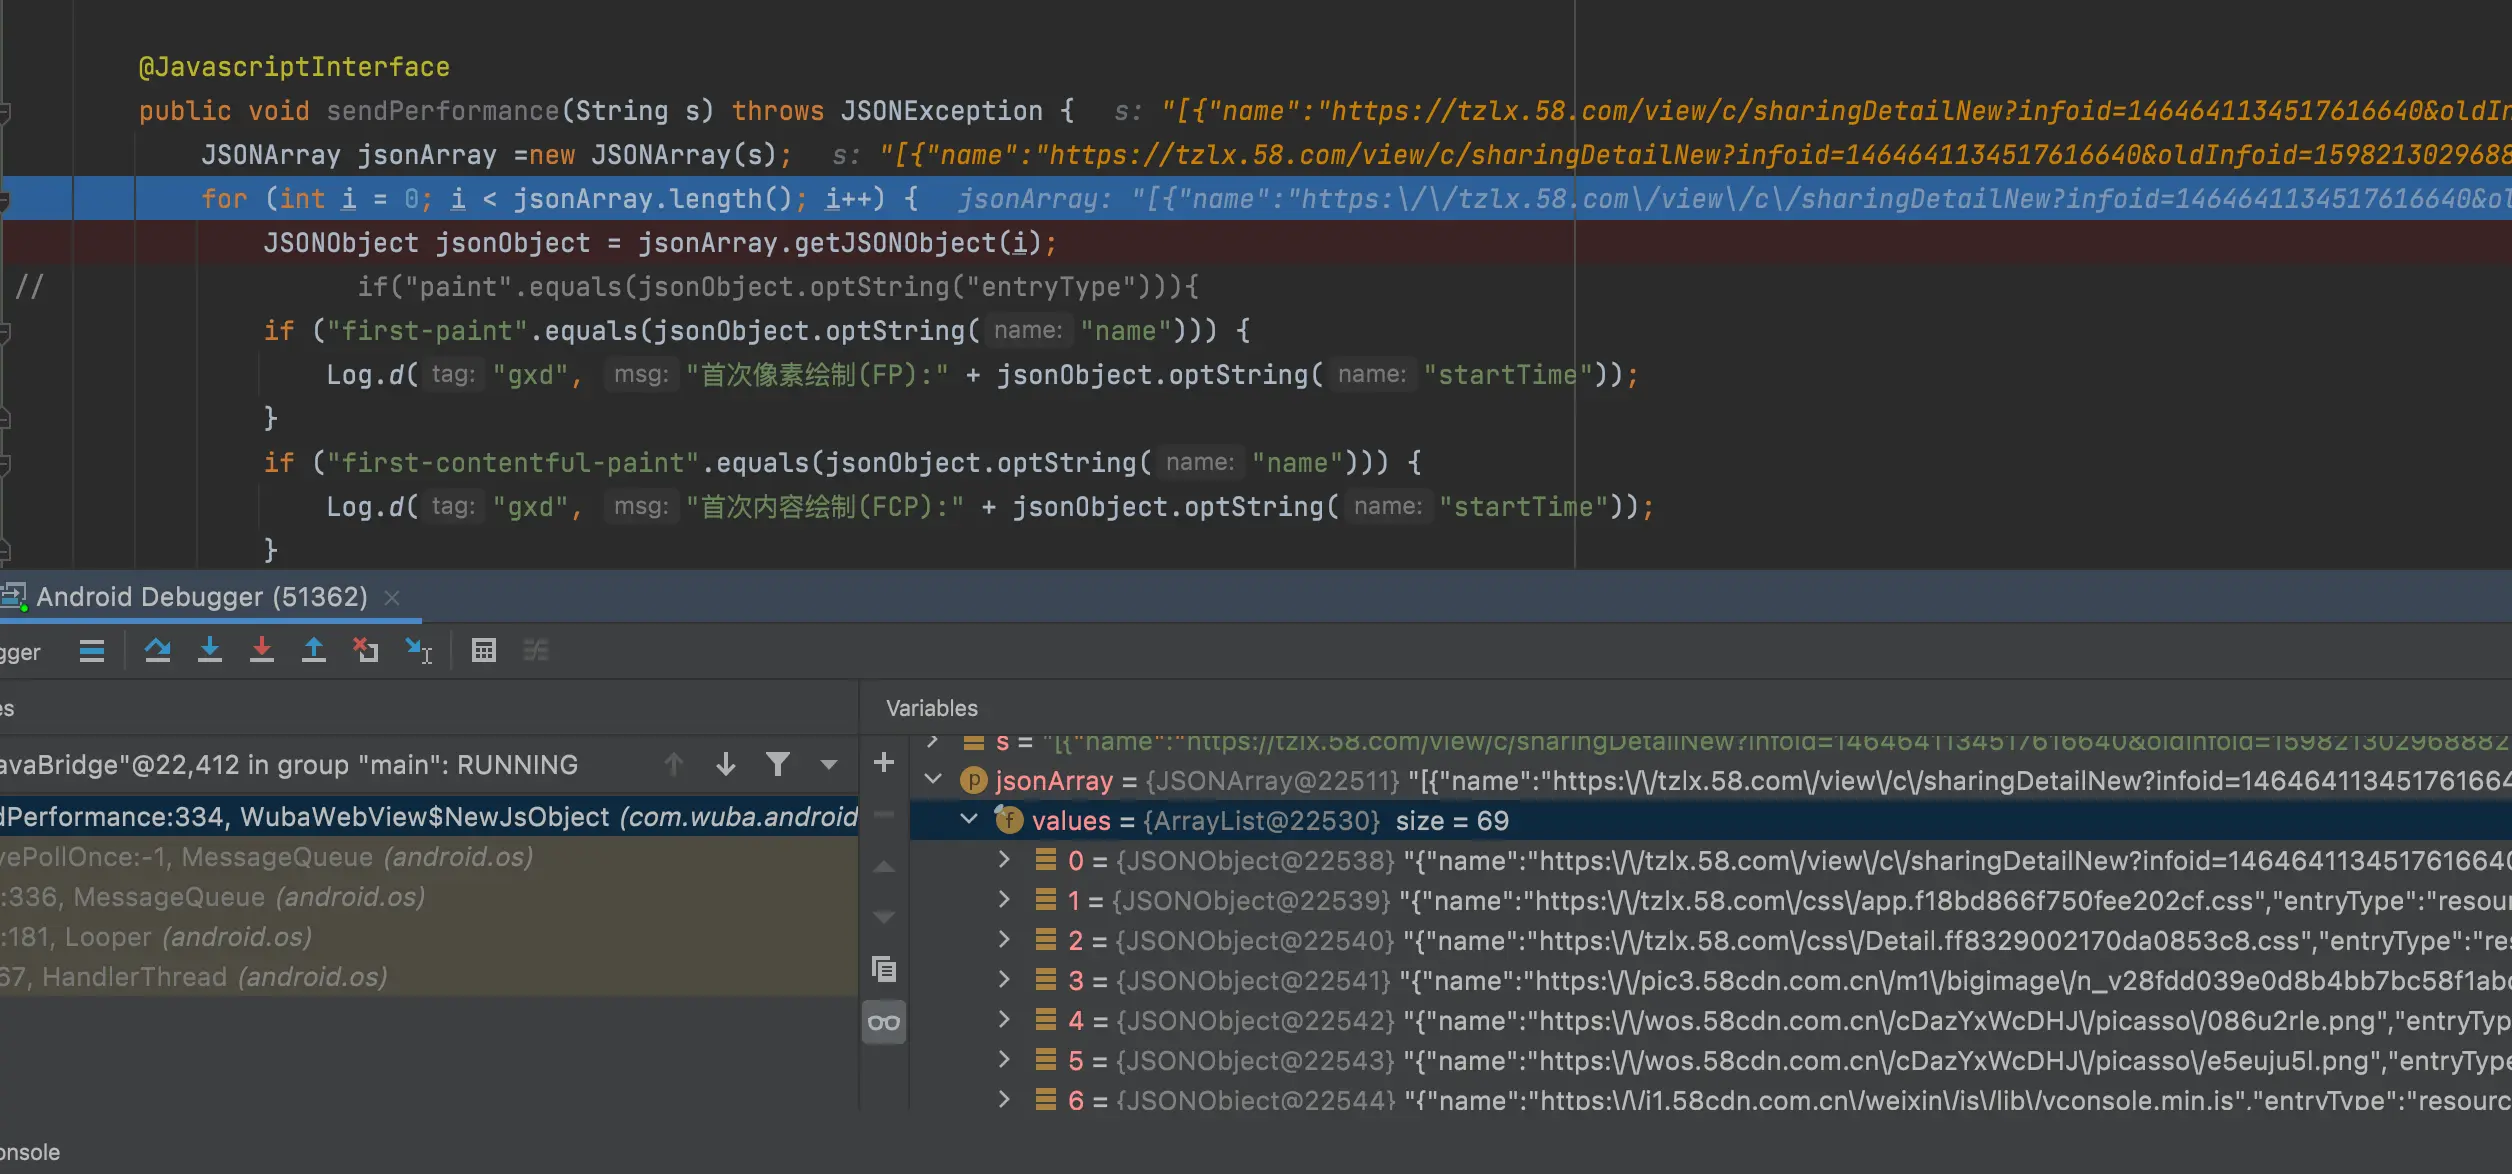 @JavascriptInterface
public void sendPerformance(String s) throws JSONException {  s: "[{"name":"https://tzlx.58.com/view/c/sharingDetailNew?infoid=1464641134517616640&oldIn
JSONArray jsonArray =new JSONArray(s);  s: "[{"name":"https://tzlx.58.com/view/c/sharingDetailNew?infoid=1464641134517616640&oldInfoid=1598213029688
for (int i = 0; i < jsonArray.length(); i++) {  jsonArray: "[{"name":"https:\/\/tzlx.58.com\/view\/c\/sharingDetailNew?infoid=1464641134517616640&ol
JSONObject jsonObject = jsonArray.getJSONObject(i);
// if("paint".equals(jsonObject.optString("entryType"))){
if ("first-paint".equals(jsonObject.optString( name: "name"))) {
Log.d( tag: "gxd", msg: "首次像素绘制(FP):" + jsonObject.optString( name: "startTime"));
}
if ("first-contentful-paint".equals(jsonObject.optString( name: "name"))) {
Log.d( tag: "gxd", msg: "首次内容绘制(FCP):" + jsonObject.optString( name: "startTime"));
}
Android Debugger (51362)
gger
es
Variables
avaBridge"@22,412 in group "main": RUNNING
dPerformance:334, WubaWebView$NewJsObject (com.wuba.android
vePollOnce:-1, MessageQueue (android.os)
:336, MessageQueue (android.os)
:181, Looper (android.os)
67, HandlerThread (android.os)
s = "[{"name":"https://tzlx.58.com/view/c/sharingDetailNew?infoid=1464641134517616640&oldInfoid=1598213029688882
jsonArray = {JSONArray@22511} "[{"name":"https:\/\/tzlx.58.com\/view\/c\/sharingDetailNew?infoid=146464113451761664
values = {ArrayList@22530} size = 69
0 = {JSONObject@22538} "{"name":"https:\/\/tzlx.58.com\/view\/c\/sharingDetailNew?infoid=1464641134517616640
1 = {JSONObject@22539} "{"name":"https:\/\/tzlx.58.com\/css\/app.f18bd866f750fee202cf.css","entryType":"resour
2 = {JSONObject@22540} "{"name":"https:\/\/tzlx.58.com\/css\/Detail.ff8329002170da0853c8.css","entryType":"res
3 = {JSONObject@22541} "{"name":"https:\/\/pic3.58cdn.com.cn\/m1\/bigimage\/n_v28fdd039e0d8b4bb7bc58f1abc
4 = {JSONObject@22542} "{"name":"https:\/\/wos.58cdn.com.cn\/cDazYxWcDHJ\/picasso\/086u2rle.png","entryTyp
5 = {JSONObject@22543} "{"name":"https:\/\/wos.58cdn.com.cn\/cDazYxWcDHJ\/picasso\/e5euju5l.png","entryType
6 = {JSONObject@22544} "{"name":"https:\/\/i1.58cdn.com.cn\/weixin\/js\/lib\/vconsole.min.js","entryType":"resourc
onsole